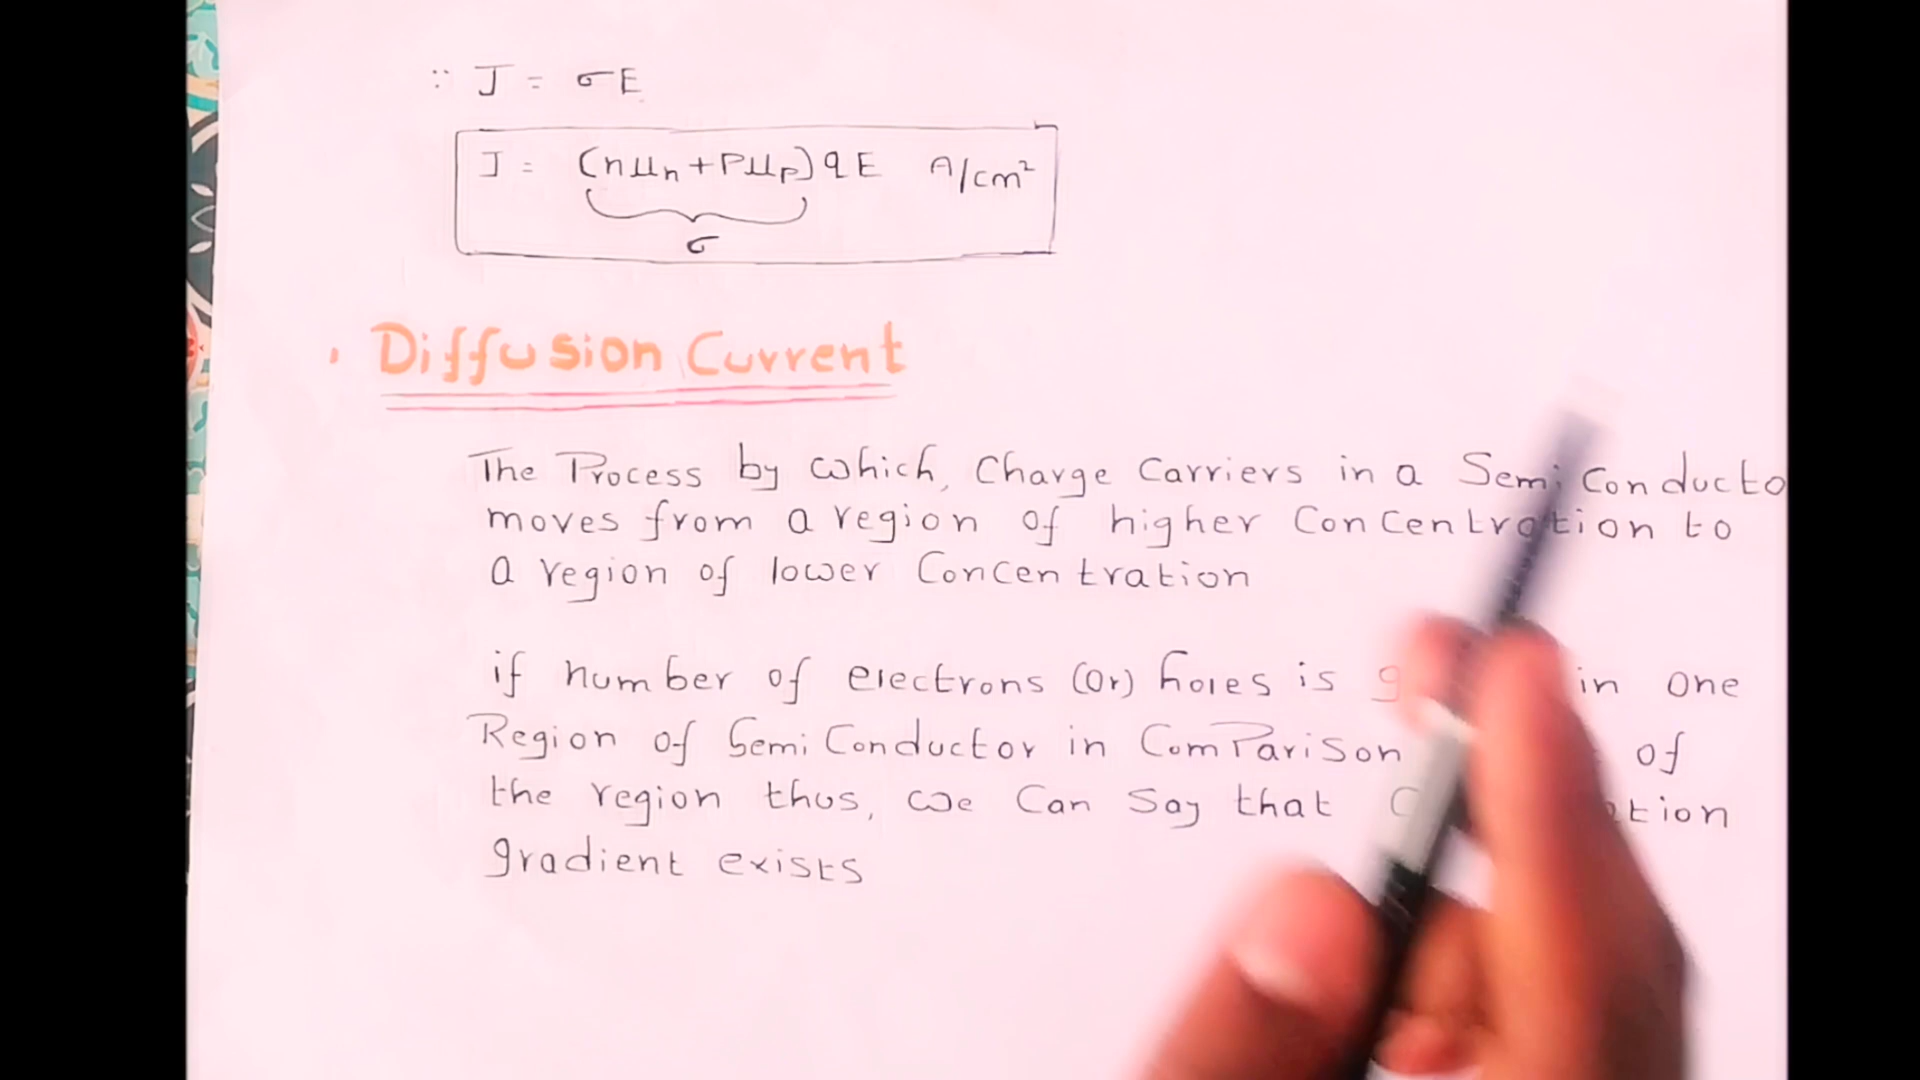 ∵ J = σE
J = (nμn+Pμp)qE A/cm²
σ
• Diffusion Current
The Process by which, Charge Carriers in a Semi Conducto
moves from a region of higher Concentration to
a region of lower Concentration
if number of electrons (or) holes is in one
Region of Semi Conductor in ComParison of
the region thus, we Can Say that
gradient exists